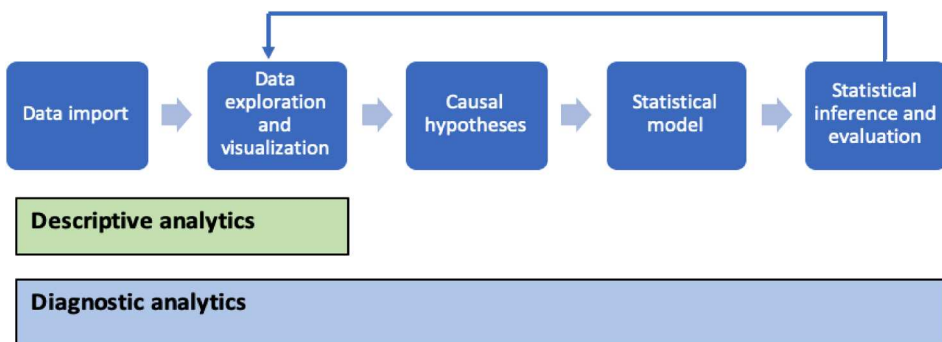 Data import
Data
exploration
and
visualization
Causal
hypotheses
Statistical
model
Statistical
inference and
evaluation
Descriptive analytics
Diagnostic analytics